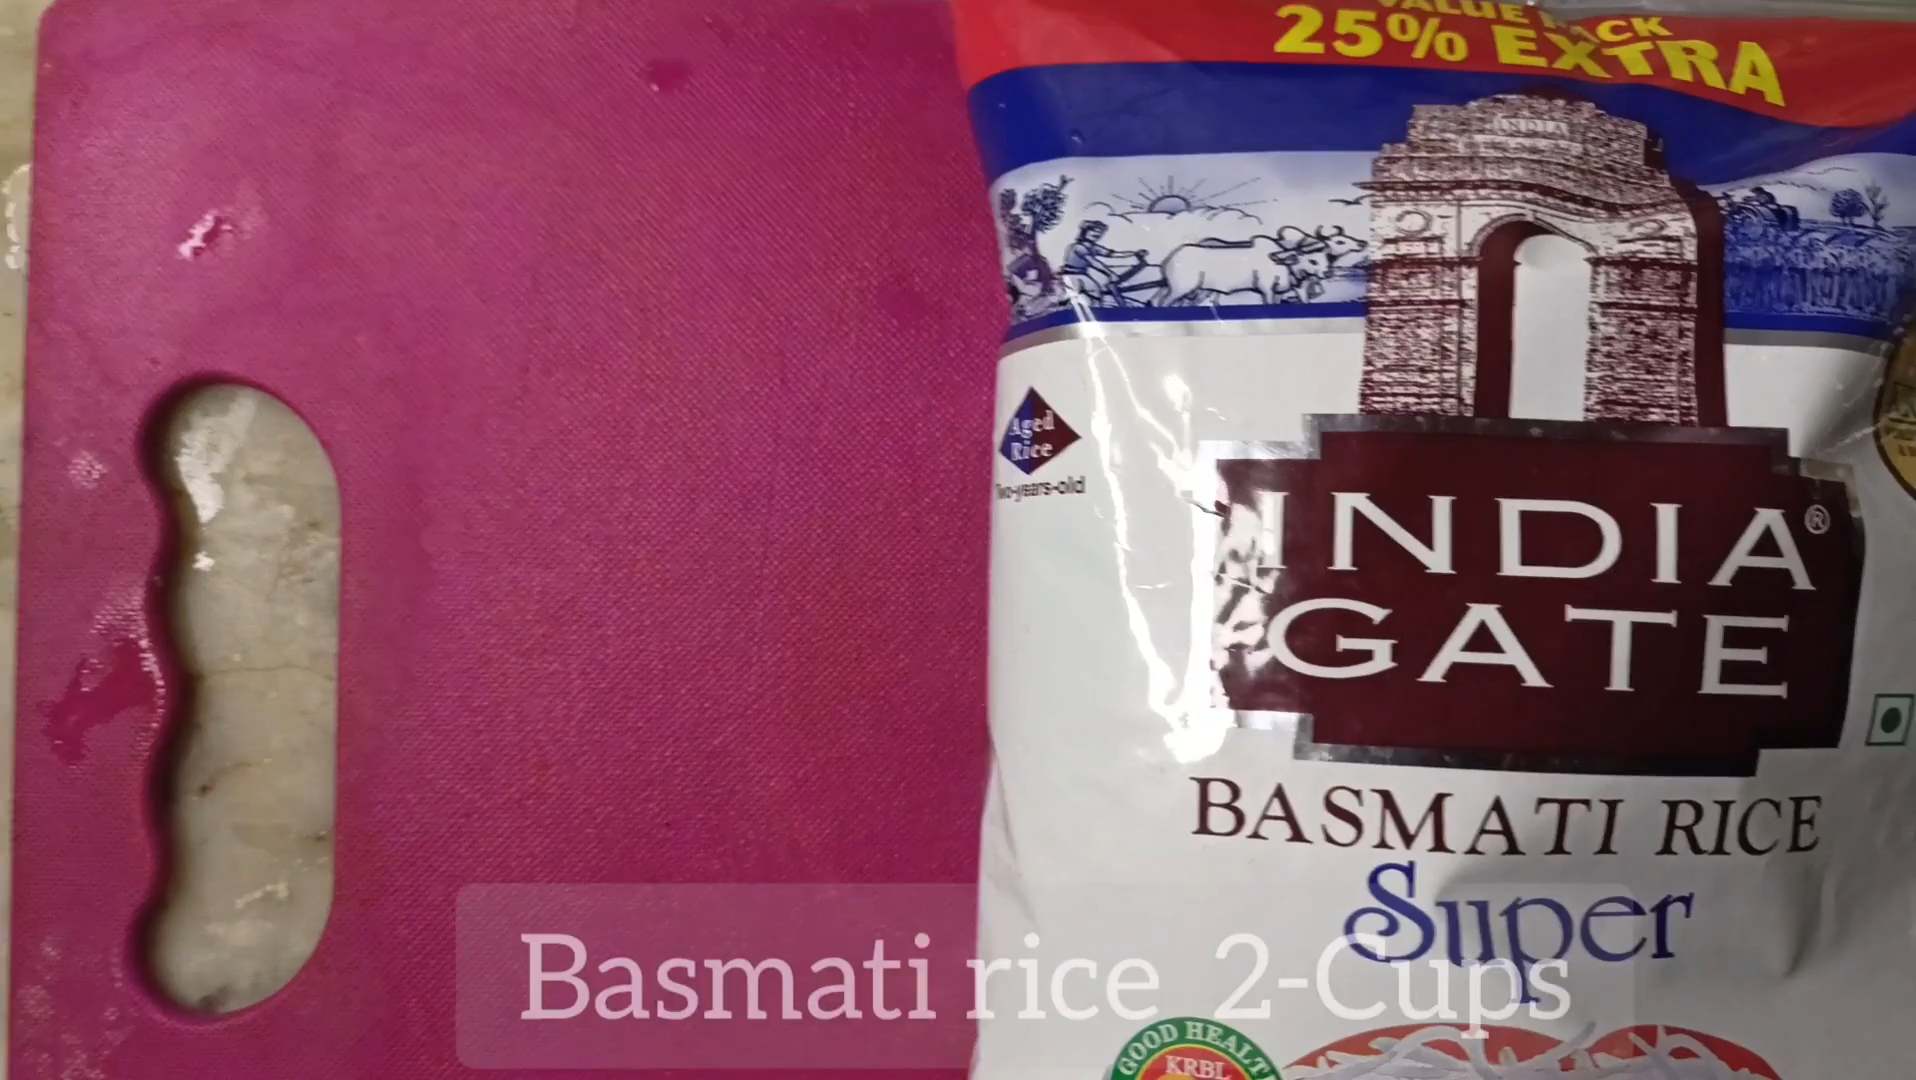 VALUE PACK
25% EXTRA
INDIA
Aged
Rice
Two-years-old
INDIA®
GATE
BASMATI RICE
Super
Basmati rice 2-Cups
GOOD HEALT
KRBL